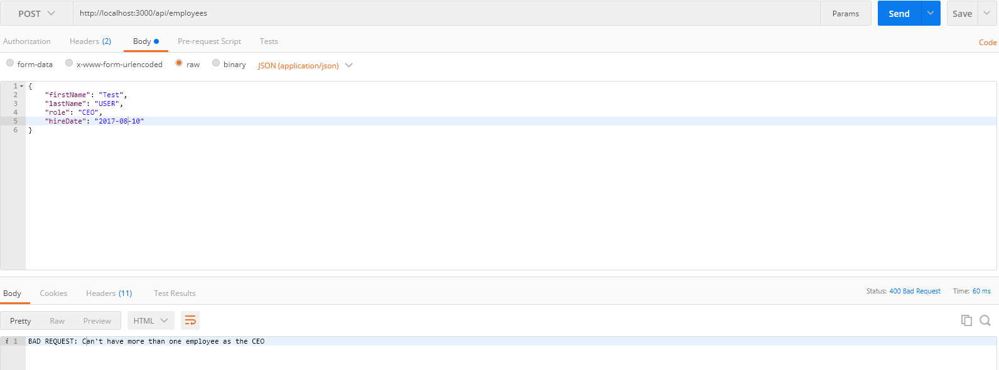 POST http://localhost:3000/api/employees Params Send Save
Authorization Headers (2) Body Pre-request Script Tests Code
form-data x-www-form-urlencoded raw binary JSON (application/json)
1 {
2 "firstName": "Test",
3 "lastName": "USER",
4 "role": "CEO",
5 "hireDate": "2017-08-10"
6 }
Body Cookies Headers (11) Test Results Status: 400 Bad Request Time: 60 ms
Pretty Raw Preview HTML
i 1 BAD REQUEST: Can't have more than one employee as the CEO